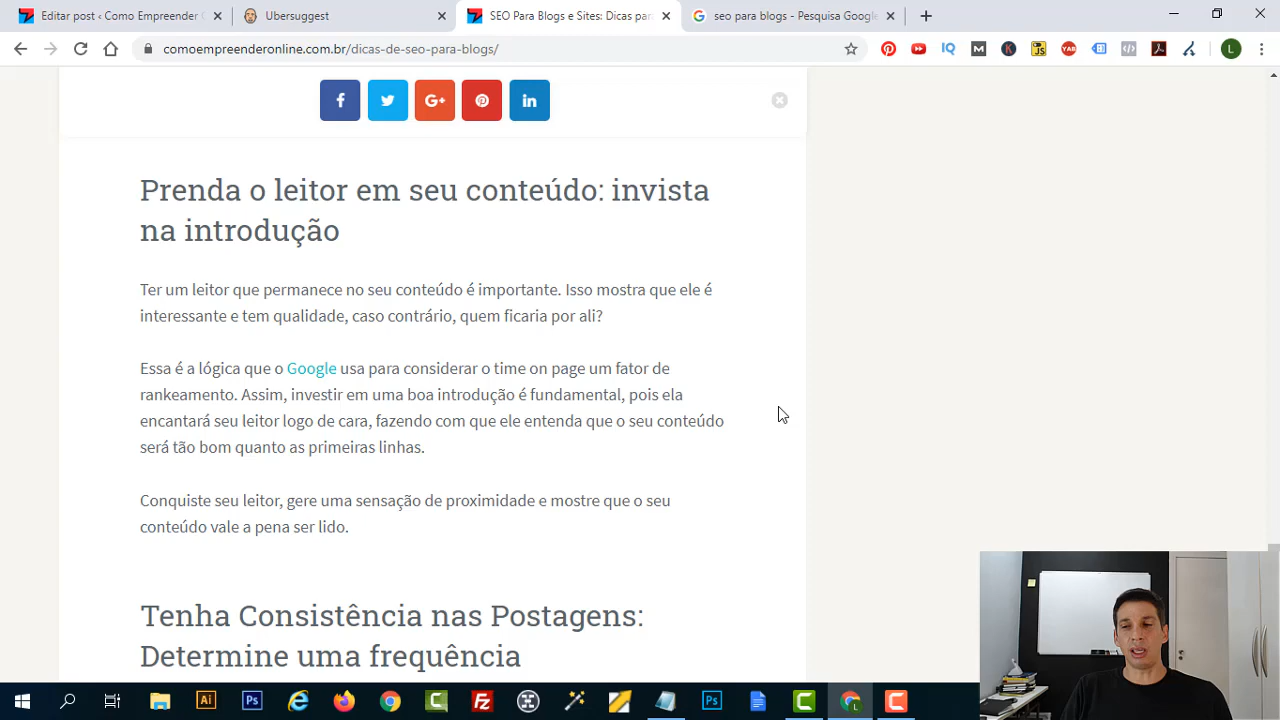 Editar post ‹ Como Empreender O
Ubersuggest
SEO Para Blogs e Sites: Dicas par
seo para blogs - Pesquisa Google
comoempreenderonline.com.br/dicas-de-seo-para-blogs/
Prenda o leitor em seu conteúdo: invista
na introdução
Ter um leitor que permanece no seu conteúdo é importante. Isso mostra que ele é
interessante e tem qualidade, caso contrário, quem ficaria por ali?
Essa é a lógica que o Google usa para considerar o time on page um fator de
rankeamento. Assim, investir em uma boa introdução é fundamental, pois ela
encantará seu leitor logo de cara, fazendo com que ele entenda que o seu conteúdo
será tão bom quanto as primeiras linhas.
Conquiste seu leitor, gere uma sensação de proximidade e mostre que o seu
conteúdo vale a pena ser lido.
Tenha Consistência nas Postagens:
Determine uma frequência